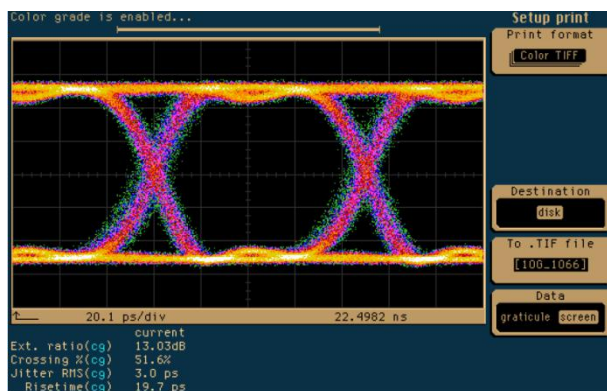 Color grade is enabled...
Setup print
Print format
Color TIFF
Destination
disk
To .TIF file
[10G_1066]
Data
graticule screen
20.1 ps/div 22.4982 ns
current
Ext. ratio(cg) 13.03dB
Crossing %(cg) 51.6%
Jitter RMS(cg) 3.0 ps
Risetime(cg) 19.7 ps